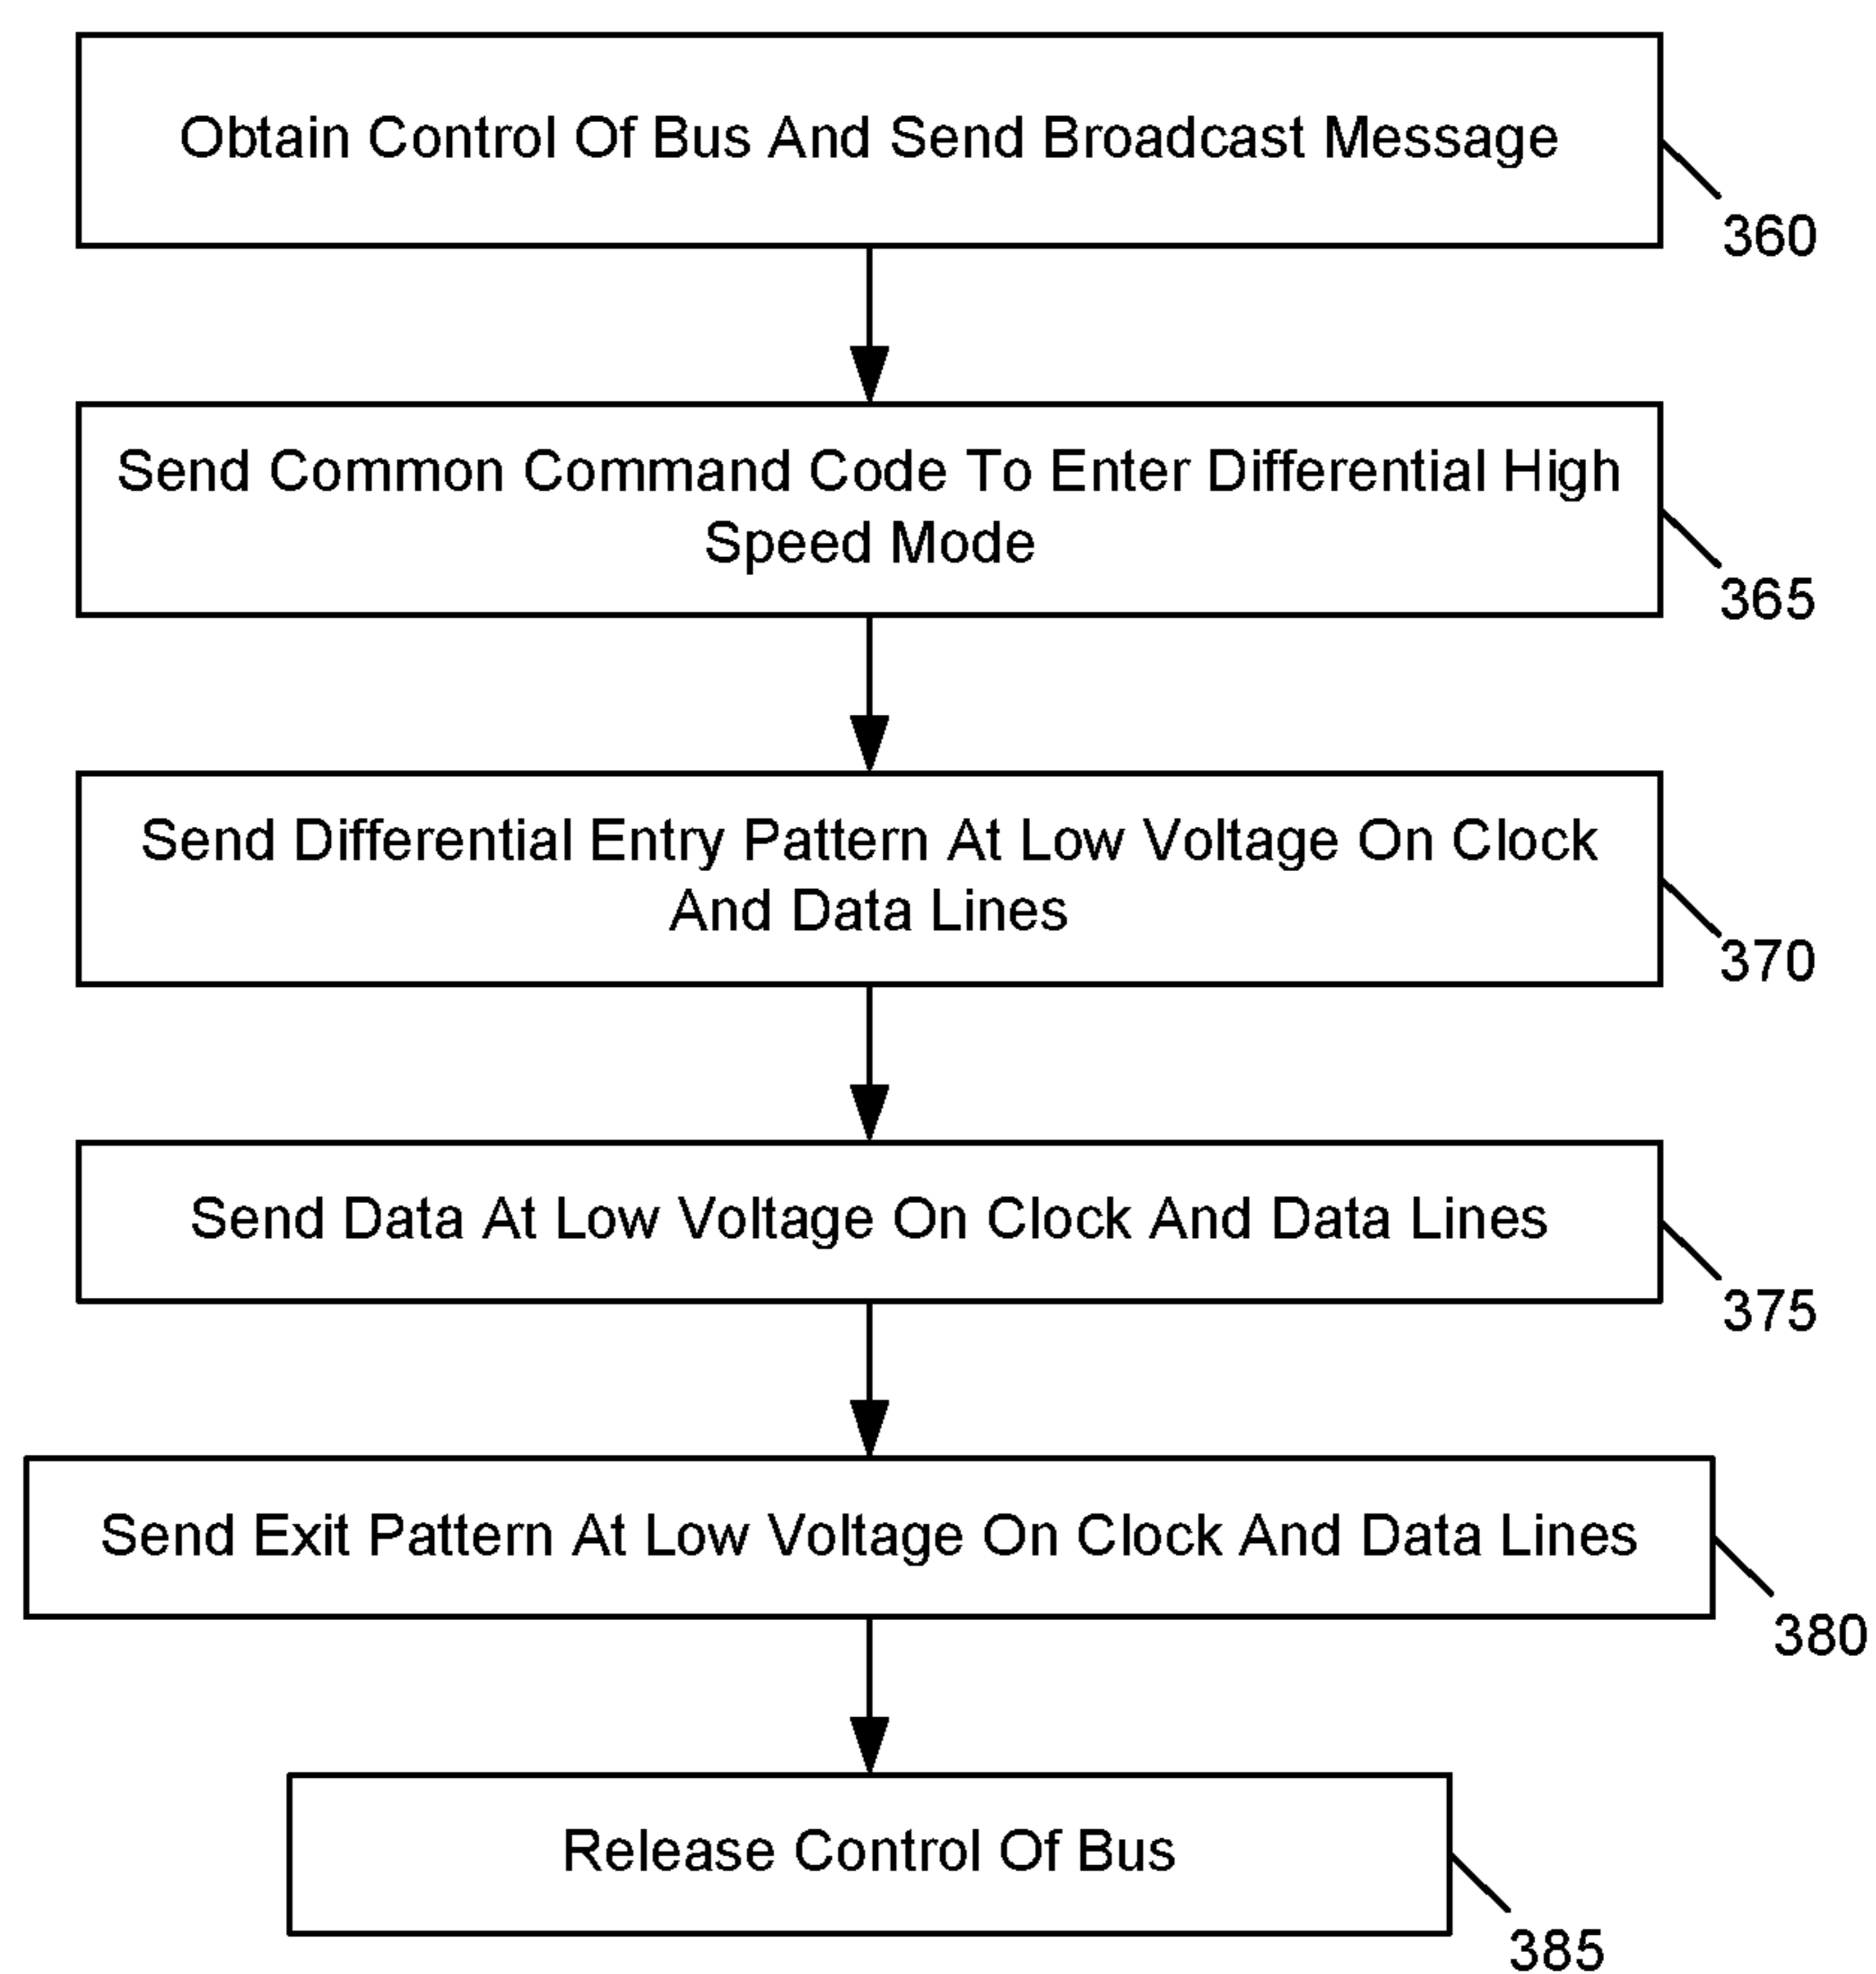 Obtain Control Of Bus And Send Broadcast Message
360
Send Common Command Code To Enter Differential High
Speed Mode
365
Send Differential Entry Pattern At Low Voltage On Clock
And Data Lines
370
Send Data At Low Voltage On Clock And Data Lines
375
Send Exit Pattern At Low Voltage On Clock And Data Lines
380
Release Control Of Bus
385